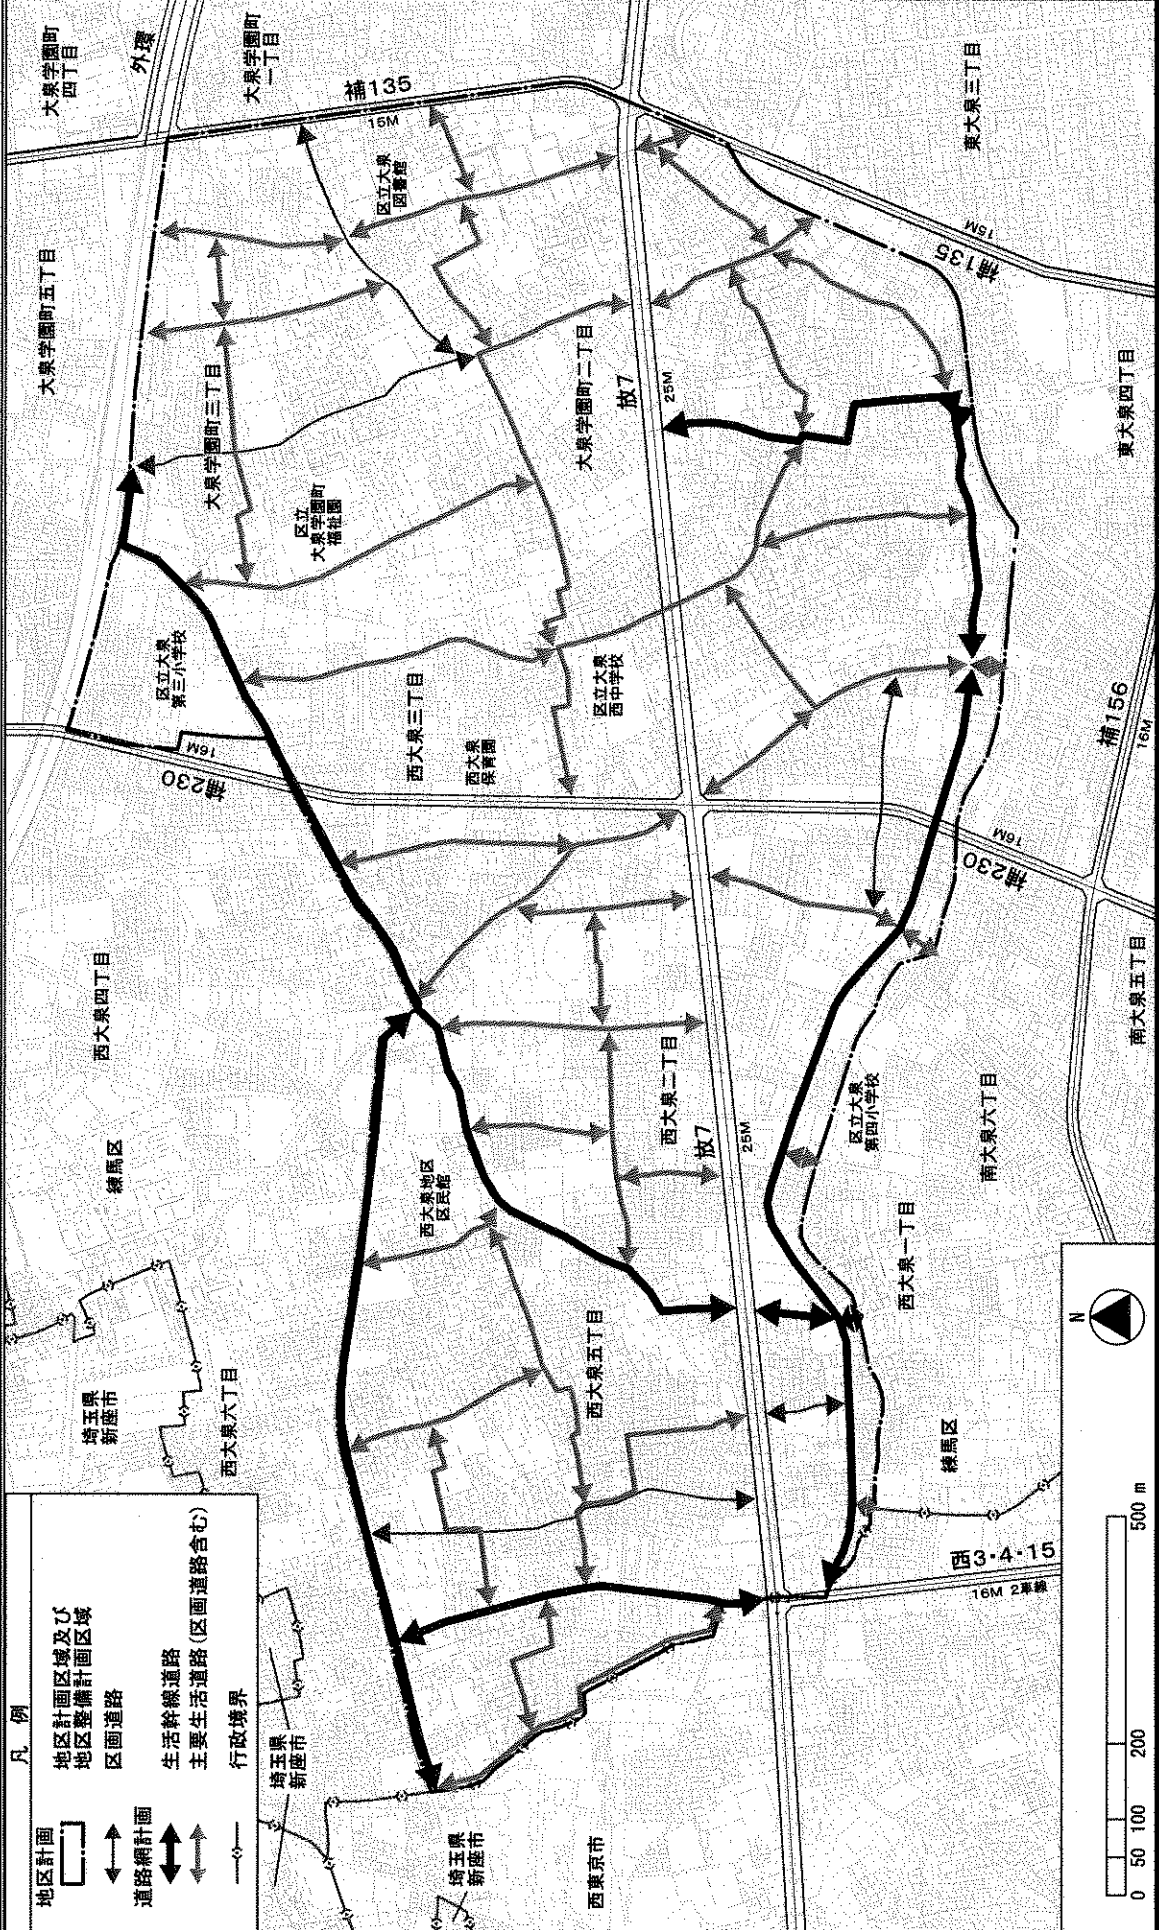 凡 例
地区計画
地区計画区域及び
地区整備計画区域
区画道路
道路網計画
生活幹線道路
主要生活道路(区画道路含む)
行政境界
埼玉県
新座市
埼玉県
新座市
埼玉県
新座市
西東京市
練馬区
西大泉六丁目
西大泉四丁目
西大泉五丁目
西大泉地区
区民館
西大泉二丁目
放7
25M
西大泉一丁目
練馬区
西3・4・15
16M 2車線
区立大泉
第四小学校
南大泉六丁目
南大泉五丁目
補230
16M
補156
16M
補230
16M
区立大泉
第三小学校
西大泉三丁目
西大泉
保育園
区立大泉
西中学校
区立
大泉学園町
福祉園
大泉学園町三丁目
大泉学園町二丁目
放7
25M
大泉学園町五丁目
大泉学園町
四丁目
外環
大泉学園町
一丁目
補135
15M
区立大泉
図書館
補135
15M
東大泉三丁目
東大泉四丁目
N
0 50 100 200 500 m